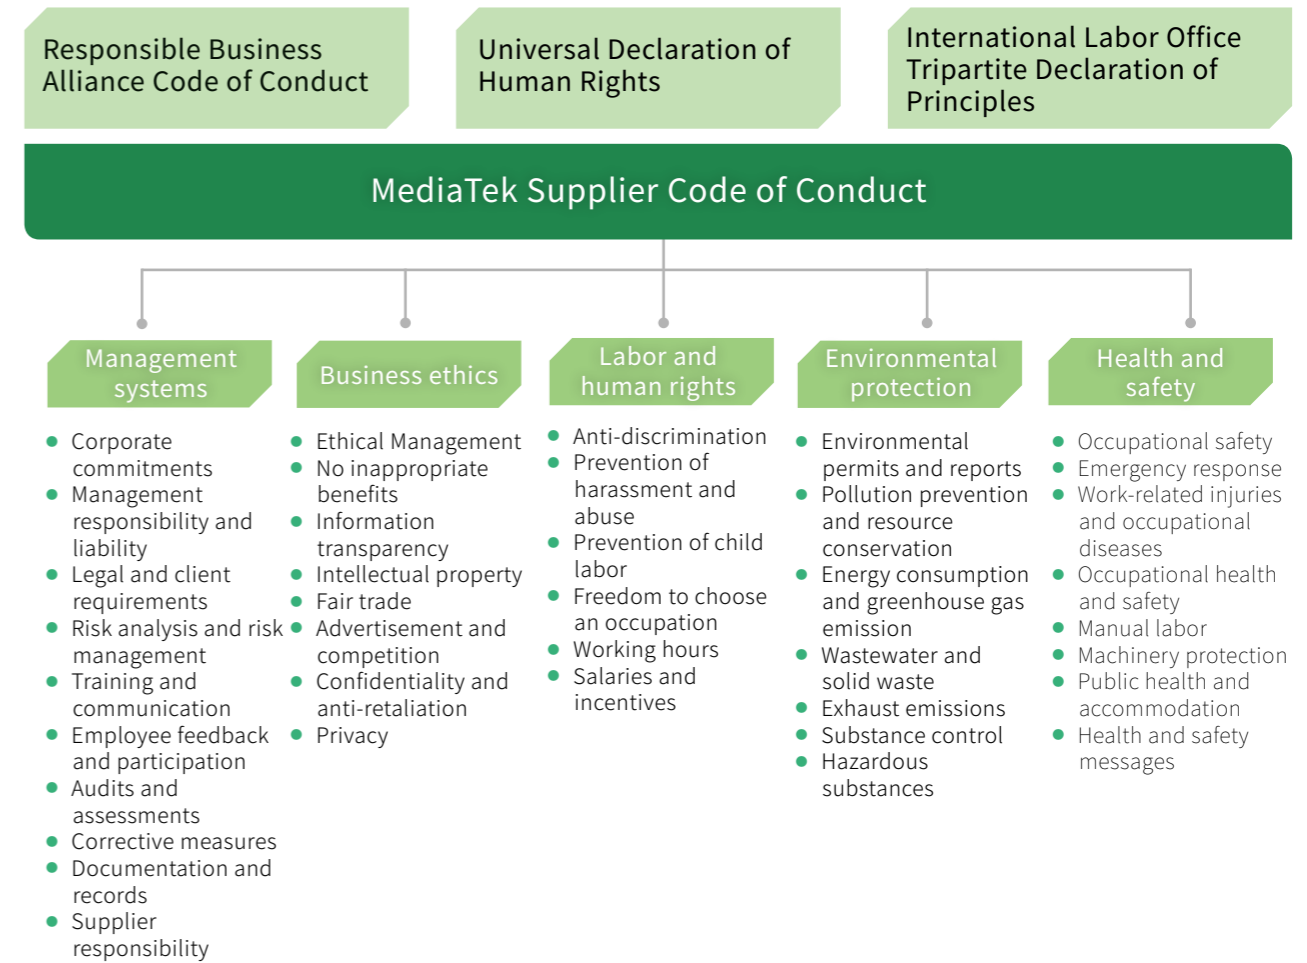 Responsible Business
Alliance Code of Conduct
Universal Declaration of
Human Rights
International Labor Office
Tripartite Declaration of
Principles
MediaTek Supplier Code of Conduct
Management
systems
Corporate
commitments
Management
responsibility and
liability
Legal and client
requirements
Risk analysis and risk
management
Training and
communication
Employee feedback
and participation
Audits and
assessments
Corrective measures
Documentation and
records
Supplier
responsibility
Business ethics
Ethical Management
No inappropriate
benefits
Information
transparency
Intellectual property
Fair trade
Advertisement and
competition
Confidentiality and
anti-retaliation
Privacy
Labor and
human rights
Anti-discrimination
Prevention of
harassment and
abuse
Prevention of child
labor
Freedom to choose
an occupation
Working hours
Salaries and
incentives
Environmental
protection
Environmental
permits and reports
Pollution prevention
and resource
conservation
Energy consumption
and greenhouse gas
emission
Wastewater and
solid waste
Exhaust emissions
Substance control
Hazardous
substances
Health and
safety
Occupational safety
Emergency response
Work-related injuries
and occupational
diseases
Occupational health
and safety
Manual labor
Machinery protection
Public health and
accommodation
Health and safety
messages